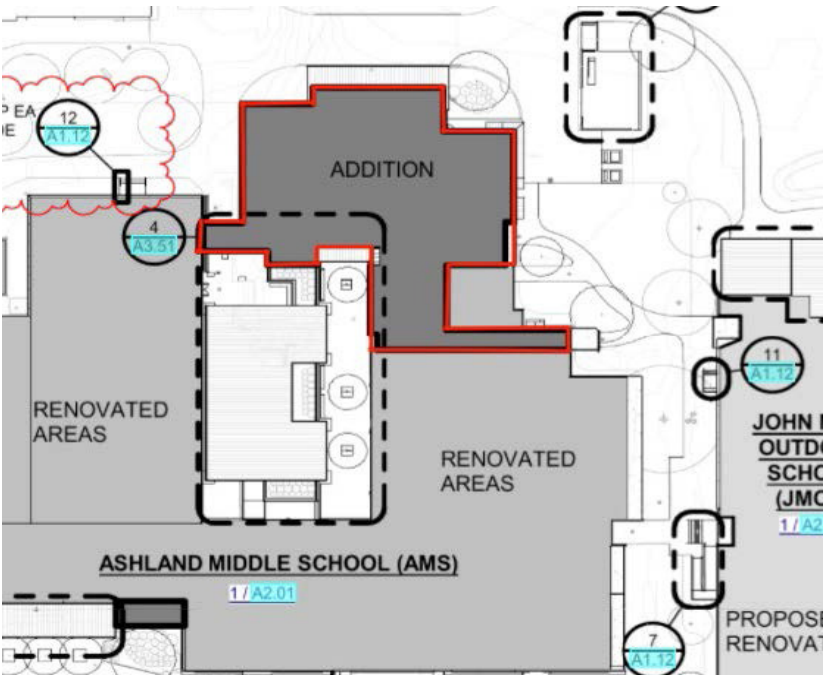 12
A1.12
ADDITION
4
A3.51
RENOVATED
AREAS
11
A1.12
RENOVATED
AREAS
(JMC
ASHLAND MIDDLE SCHOOL (AMS)
1 / A2.01
7
A1.12